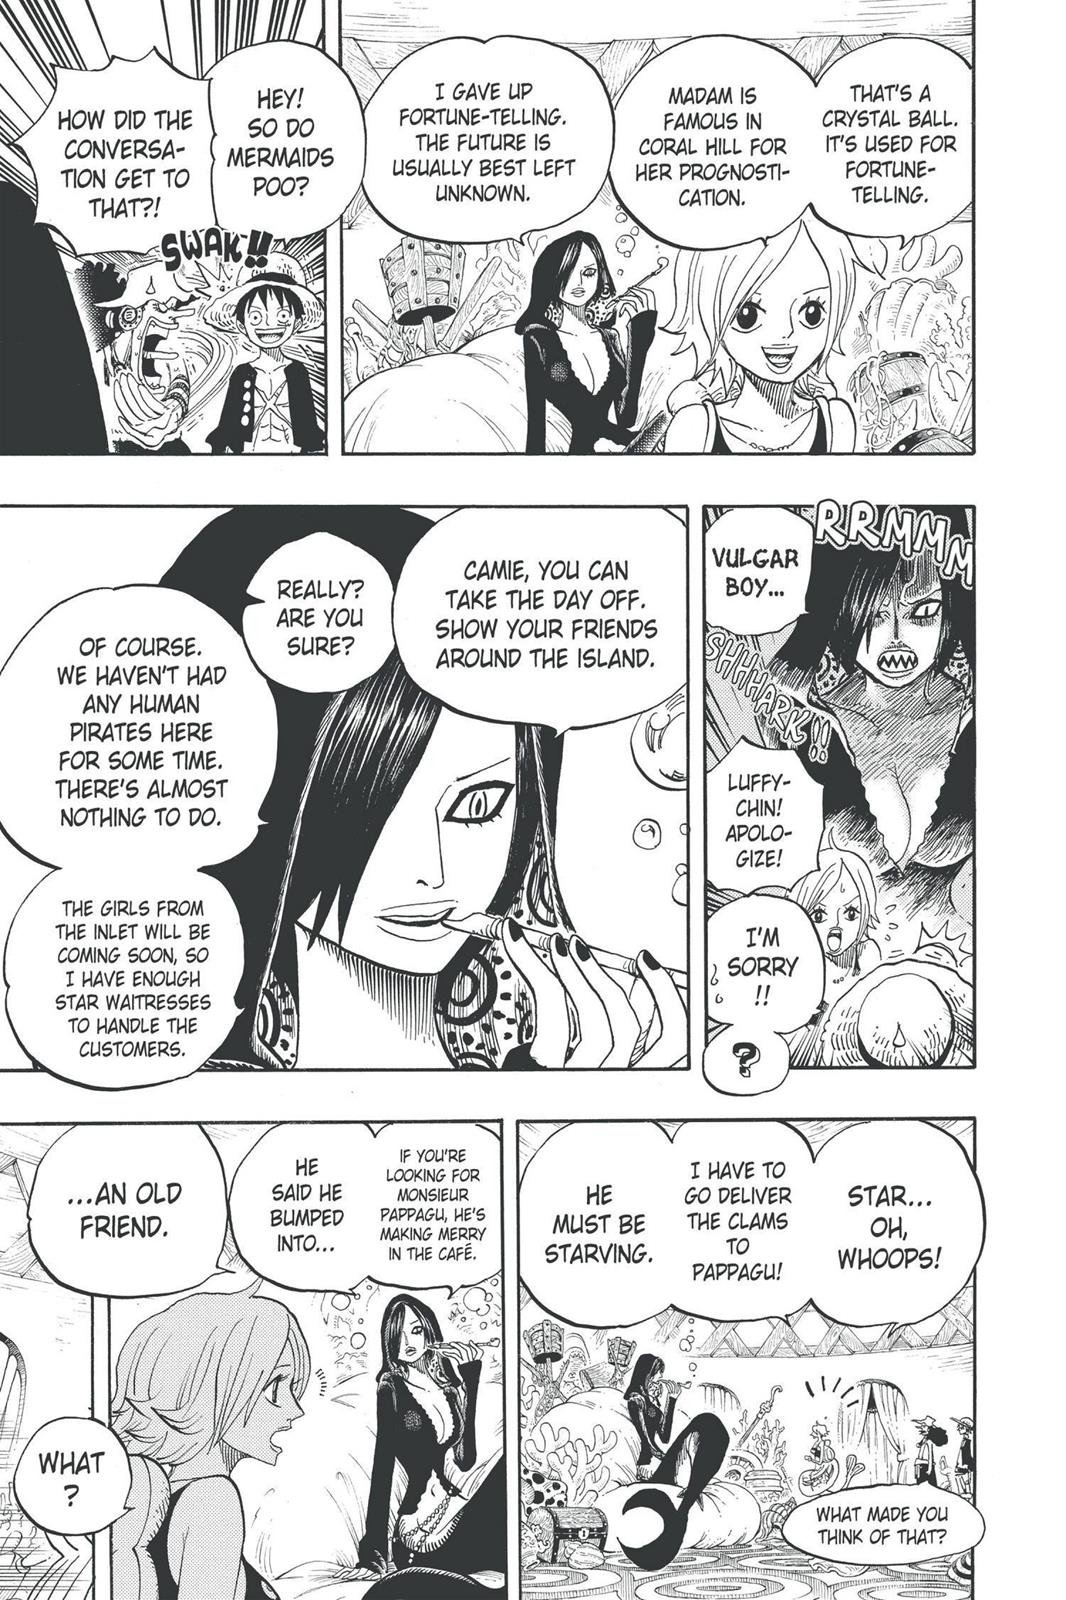 THAT'S A
CRYSTAL BALL.
IT'S USED FOR
FORTUNE-
TELLING.
MADAM IS
FAMOUS IN
CORAL HILL FOR
HER PROGNOSTI-
CATION.
I GAVE UP
FORTUNE-TELLING.
THE FUTURE IS
USUALLY BEST LEFT
UNKNOWN.
HEY!
SO DO
MERMAIDS
POO?
HOW DID THE
CONVERSA-
TION GET TO
THAT?!
SWAK!!
RRMMM
VULGAR
BOY...
SHHHARK!!
LUFFY-
CHIN!
APOLO-
GIZE!
I'M
SORRY
!!
?
CAMIE, YOU CAN
TAKE THE DAY OFF.
SHOW YOUR FRIENDS
AROUND THE ISLAND.
REALLY?
ARE YOU
SURE?
OF COURSE.
WE HAVEN'T HAD
ANY HUMAN
PIRATES HERE
FOR SOME TIME.
THERE'S ALMOST
NOTHING TO DO.
THE GIRLS FROM
THE INLET WILL BE
COMING SOON, SO
I HAVE ENOUGH
STAR WAITRESSES
TO HANDLE THE
CUSTOMERS.
STAR...
OH,
WHOOPS!
I HAVE TO
GO DELIVER
THE CLAMS
TO
PAPPAGU!
HE
MUST BE
STARVING.
WHAT MADE YOU
THINK OF THAT?
IF YOU'RE
LOOKING FOR
MONSIEUR
PAPPAGU, HE'S
MAKING MERRY
IN THE CAFÉ.
HE
SAID HE
BUMPED
INTO...
...AN OLD
FRIEND.
WHAT
?